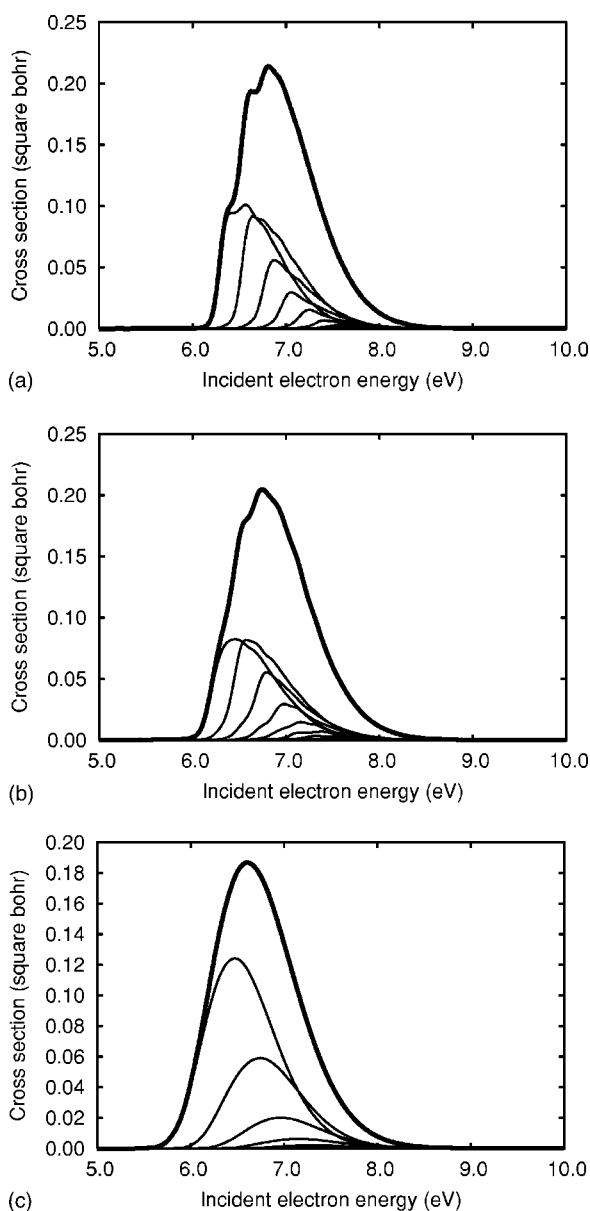 0.25
0.20
0.15
0.10
0.05
0.00
Cross section (square bohr)
5.0 6.0 7.0 8.0 9.0 10.0
Incident electron energy (eV)
(a)
0.25
0.20
0.15
0.10
0.05
0.00
Cross section (square bohr)
5.0 6.0 7.0 8.0 9.0 10.0
Incident electron energy (eV)
(b)
0.20
0.18
0.16
0.14
0.12
0.10
0.08
0.06
0.04
0.02
0.00
Cross section (square bohr)
5.0 6.0 7.0 8.0 9.0 10.0
Incident electron energy (eV)
(c)